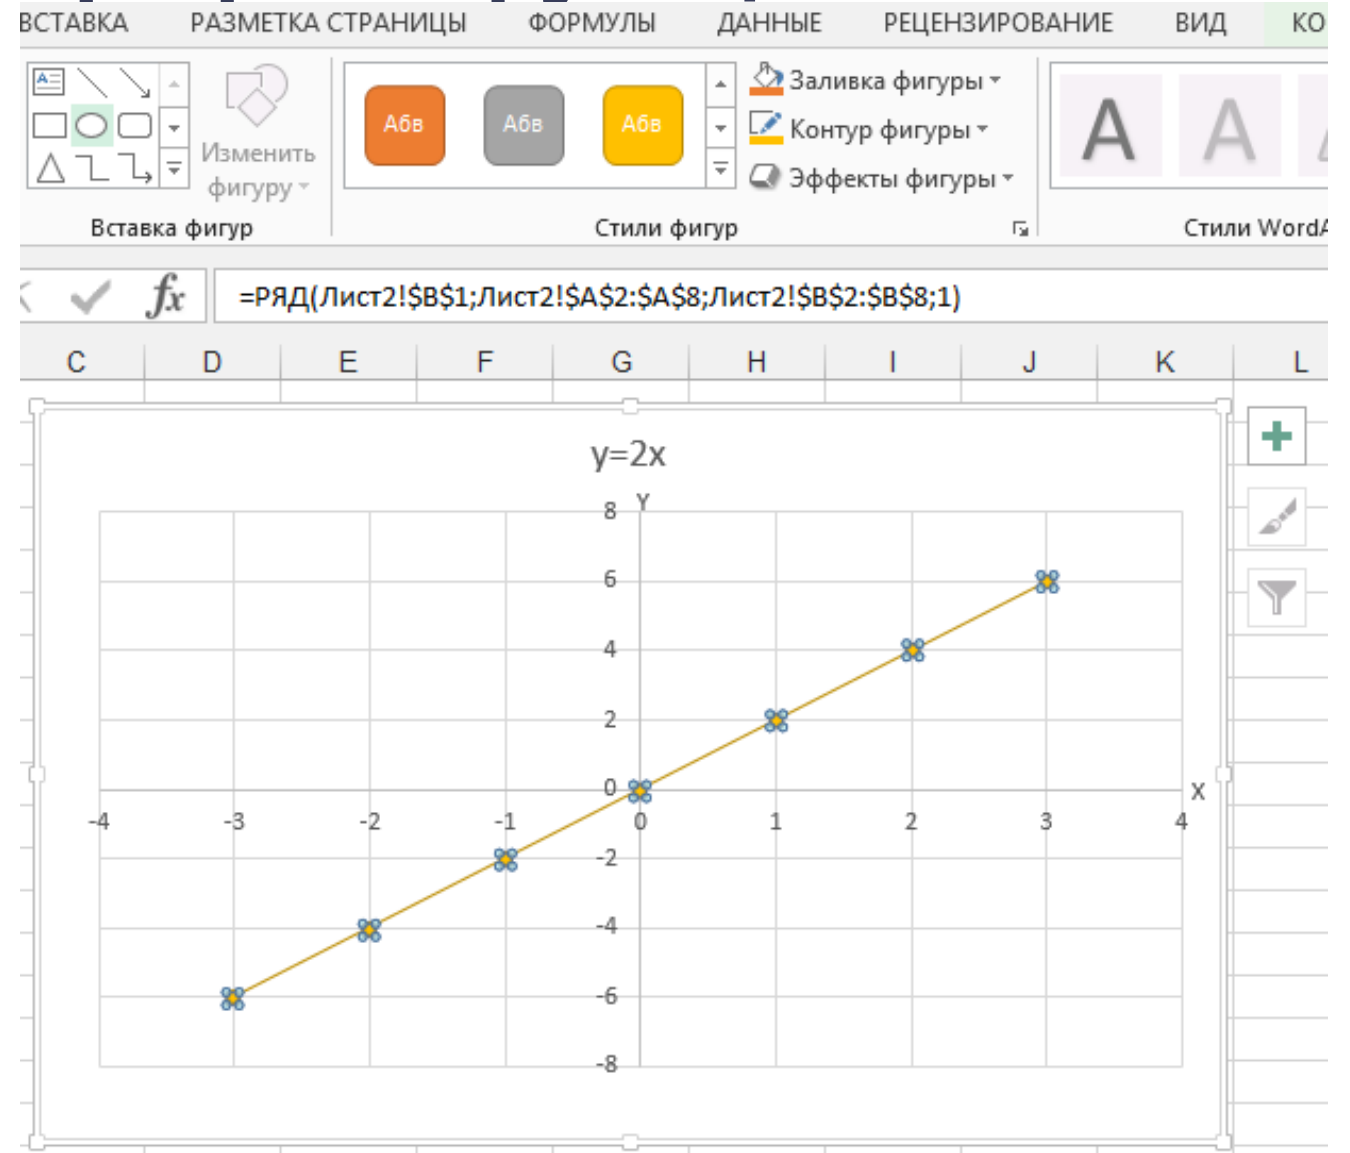 ВСТАВКА РАЗМЕТКА СТРАНИЦЫ ФОРМУЛЫ ДАННЫЕ РЕЦЕНЗИРОВАНИЕ ВИД КО
Абв Абв Абв
Заливка фигуры
Контур фигуры
Эффекты фигуры
A A
Изменить
фигуру
Вставка фигур Стили фигур Стили WordA
fx =РЯД(Лист2!$B$1;Лист2!$A$2:$A$8;Лист2!$B$2:$B$8;1)
C D E F G H I J K L
y=2x
Y
8
6
4
2
0
X
-4 -3 -2 -1 0 1 2 3 4
-2
-4
-6
-8